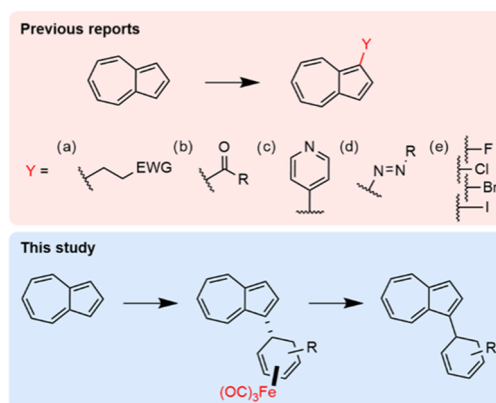 Previous reports
Y
Y =
(a)
EWG
(b)
O
R
(c)
N
(d)
R
N=N
(e)
F
Cl
Br
I
This study
R
(OC)3Fe
R